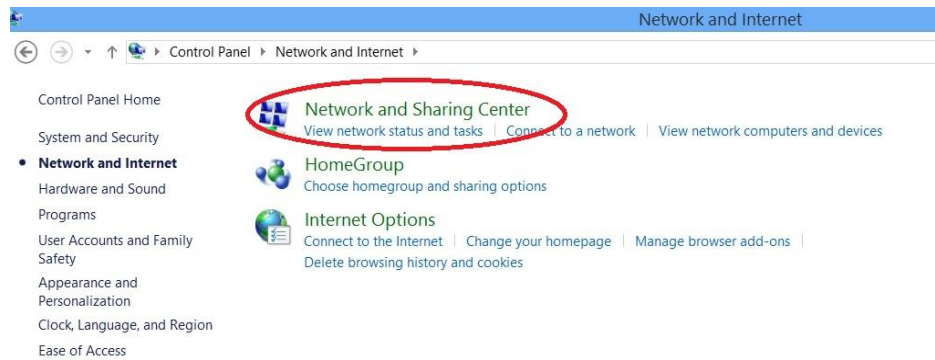 Network and Internet
Control Panel Network and Internet
Control Panel Home
System and Security
Network and Internet
Hardware and Sound
Programs
User Accounts and Family
Safety
Appearance and
Personalization
Clock, Language, and Region
Ease of Access
Network and Sharing Center
View network status and tasks Connect to a network View network computers and devices
HomeGroup
Choose homegroup and sharing options
Internet Options
Connect to the Internet Change your homepage Manage browser add-ons
Delete browsing history and cookies